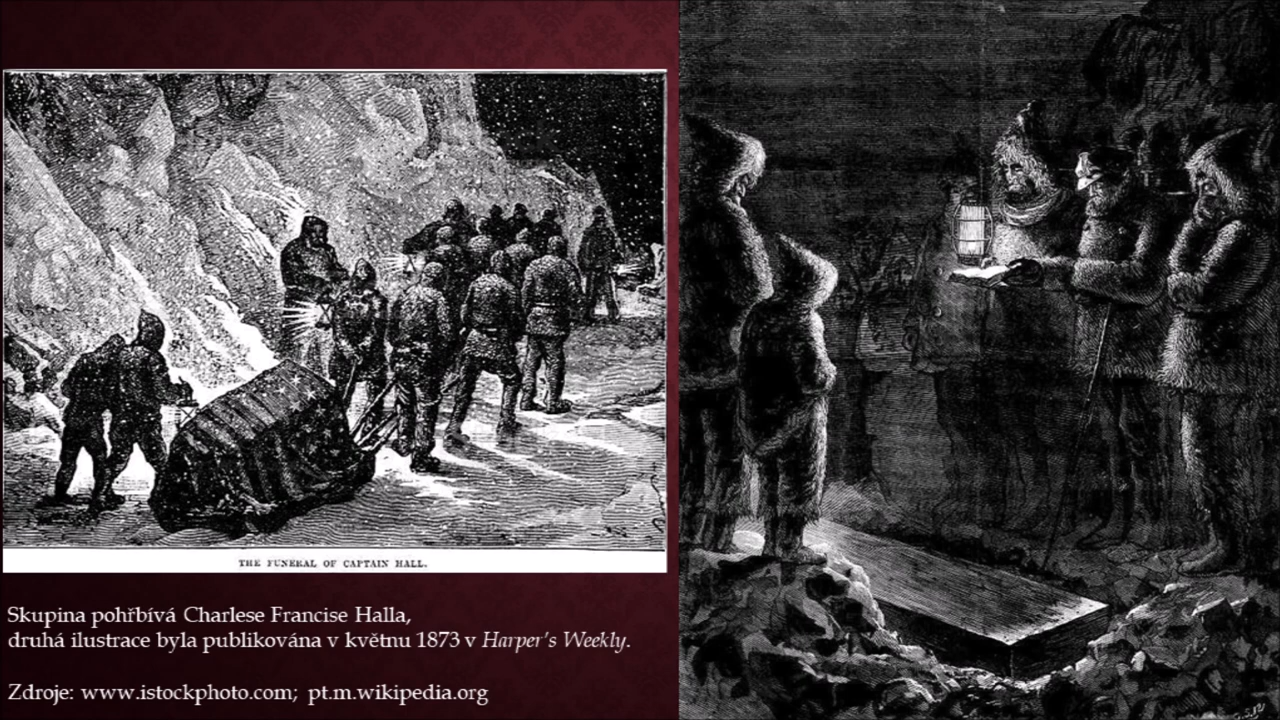 THE FUNERAL OF CAPTAIN HALL.
Skupina pohřbívá Charlese Francise Halla,
druhá ilustrace byla publikována v květnu 1873 v Harper's Weekly.
Zdroje: www.istockphoto.com; pt.m.wikipedia.org